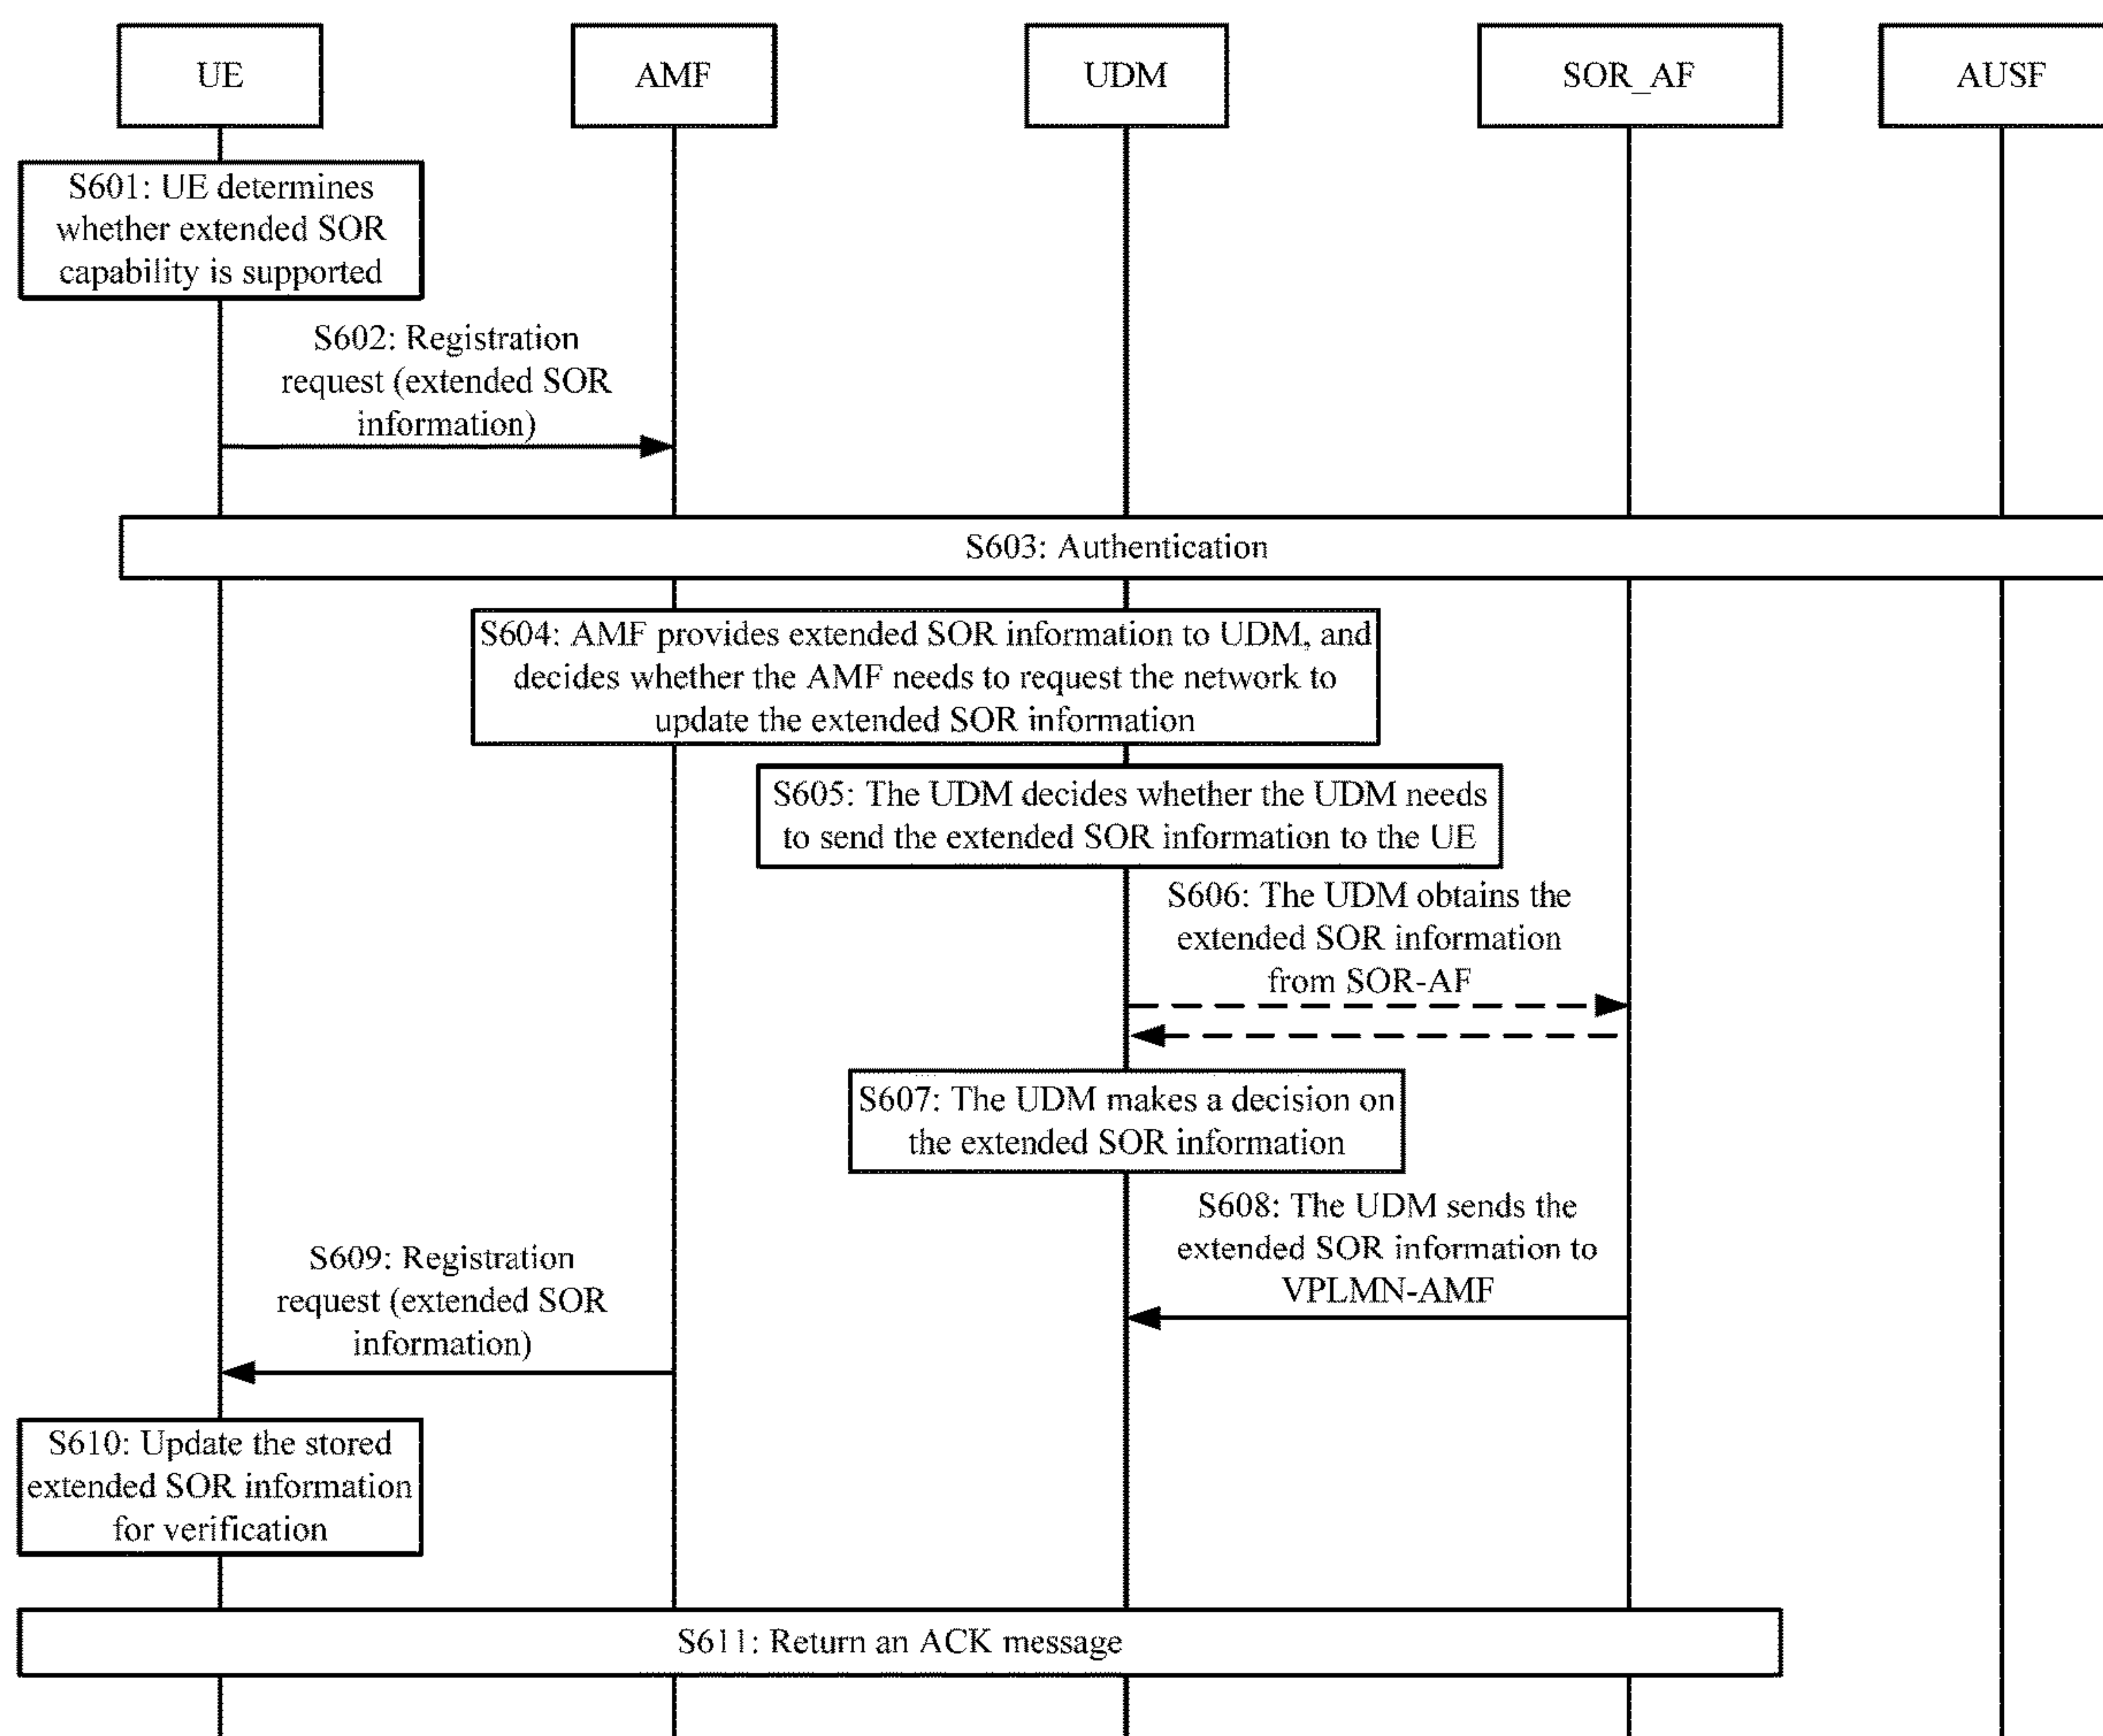 UE
AMF
UDM
SOR_AF
AUSF
S601: UE determines
whether extended SOR
capability is supported
S602: Registration
request (extended SOR
information)
S603: Authentication
S604: AMF provides extended SOR information to UDM, and
decides whether the AMF needs to request the network to
update the extended SOR information
S605: The UDM decides whether the UDM needs
to send the extended SOR information to the UE
S606: The UDM obtains the
extended SOR information
from SOR-AF
S607: The UDM makes a decision on
the extended SOR information
S608: The UDM sends the
extended SOR information to
VPLMN-AMF
S609: Registration
request (extended SOR
information)
S610: Update the stored
extended SOR information
for verification
S611: Return an ACK message